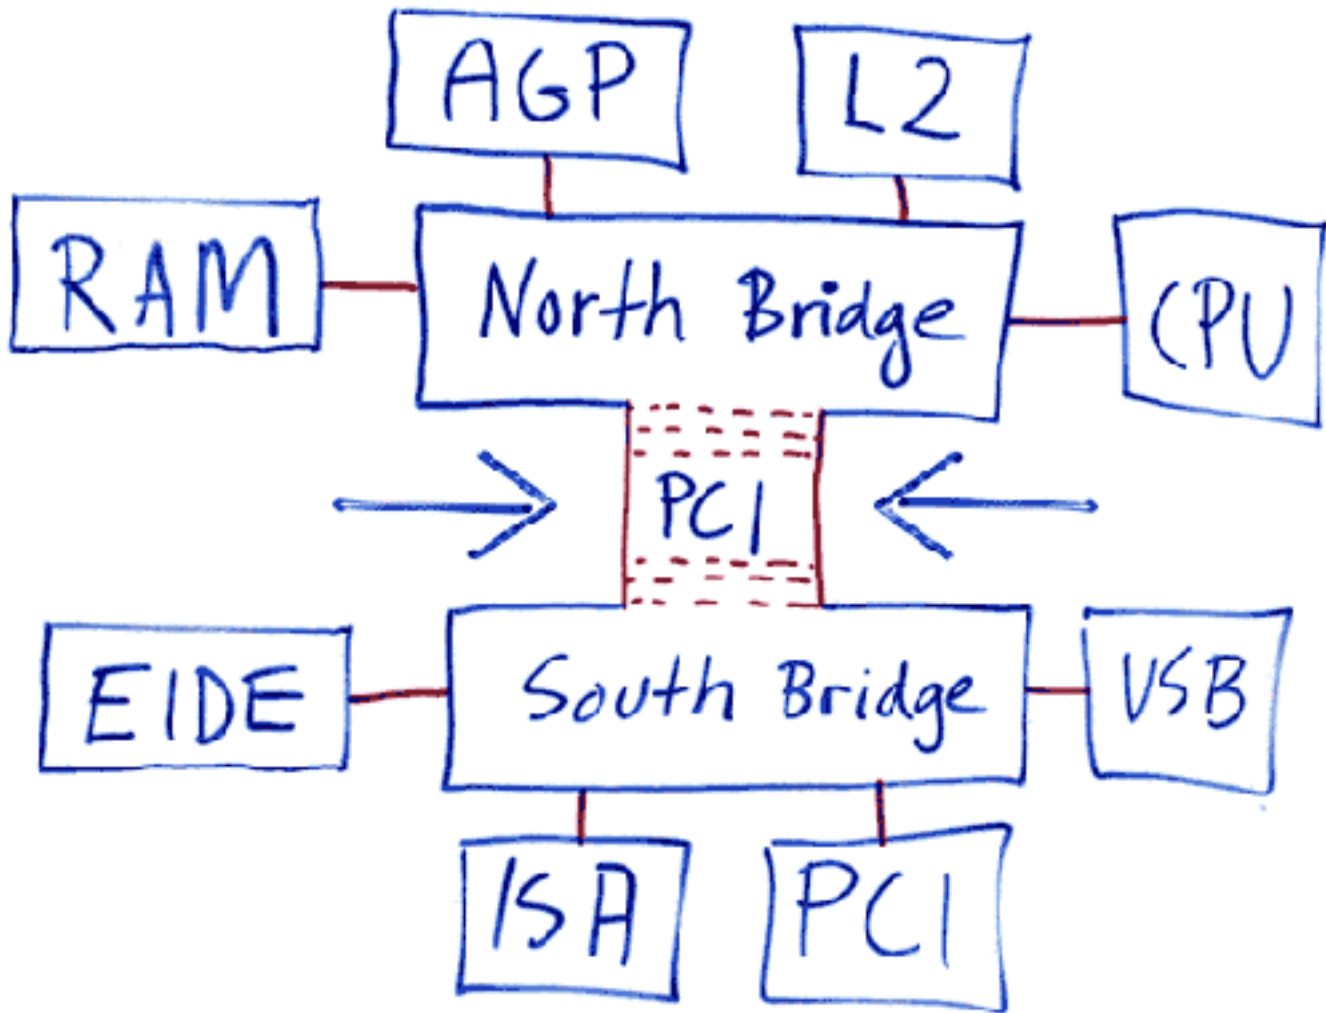 AGP
L2
RAM
North Bridge
CPU
PCI
EIDE
South Bridge
USB
ISA
PCI